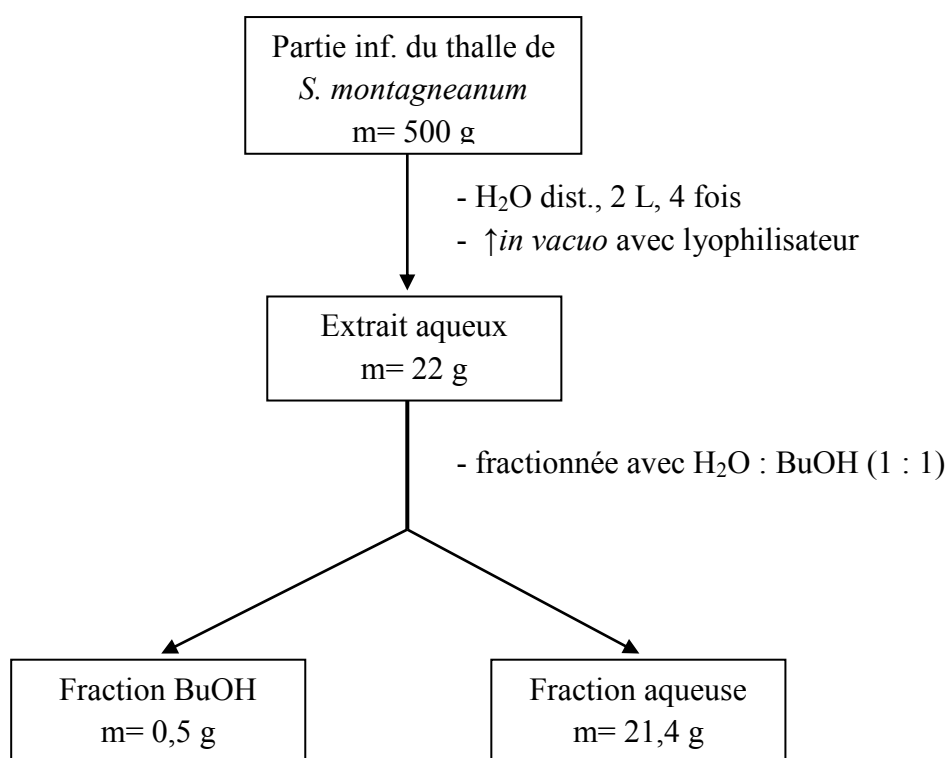 Partie inf. du thalle de
S. montagneanum
m= 500 g
- H₂O dist., 2 L, 4 fois
- ↑in vacuo avec lyophilisateur
Extrait aqueux
m= 22 g
- fractionnée avec H₂O : BuOH (1 : 1)
Fraction BuOH
m= 0,5 g
Fraction aqueuse
m= 21,4 g